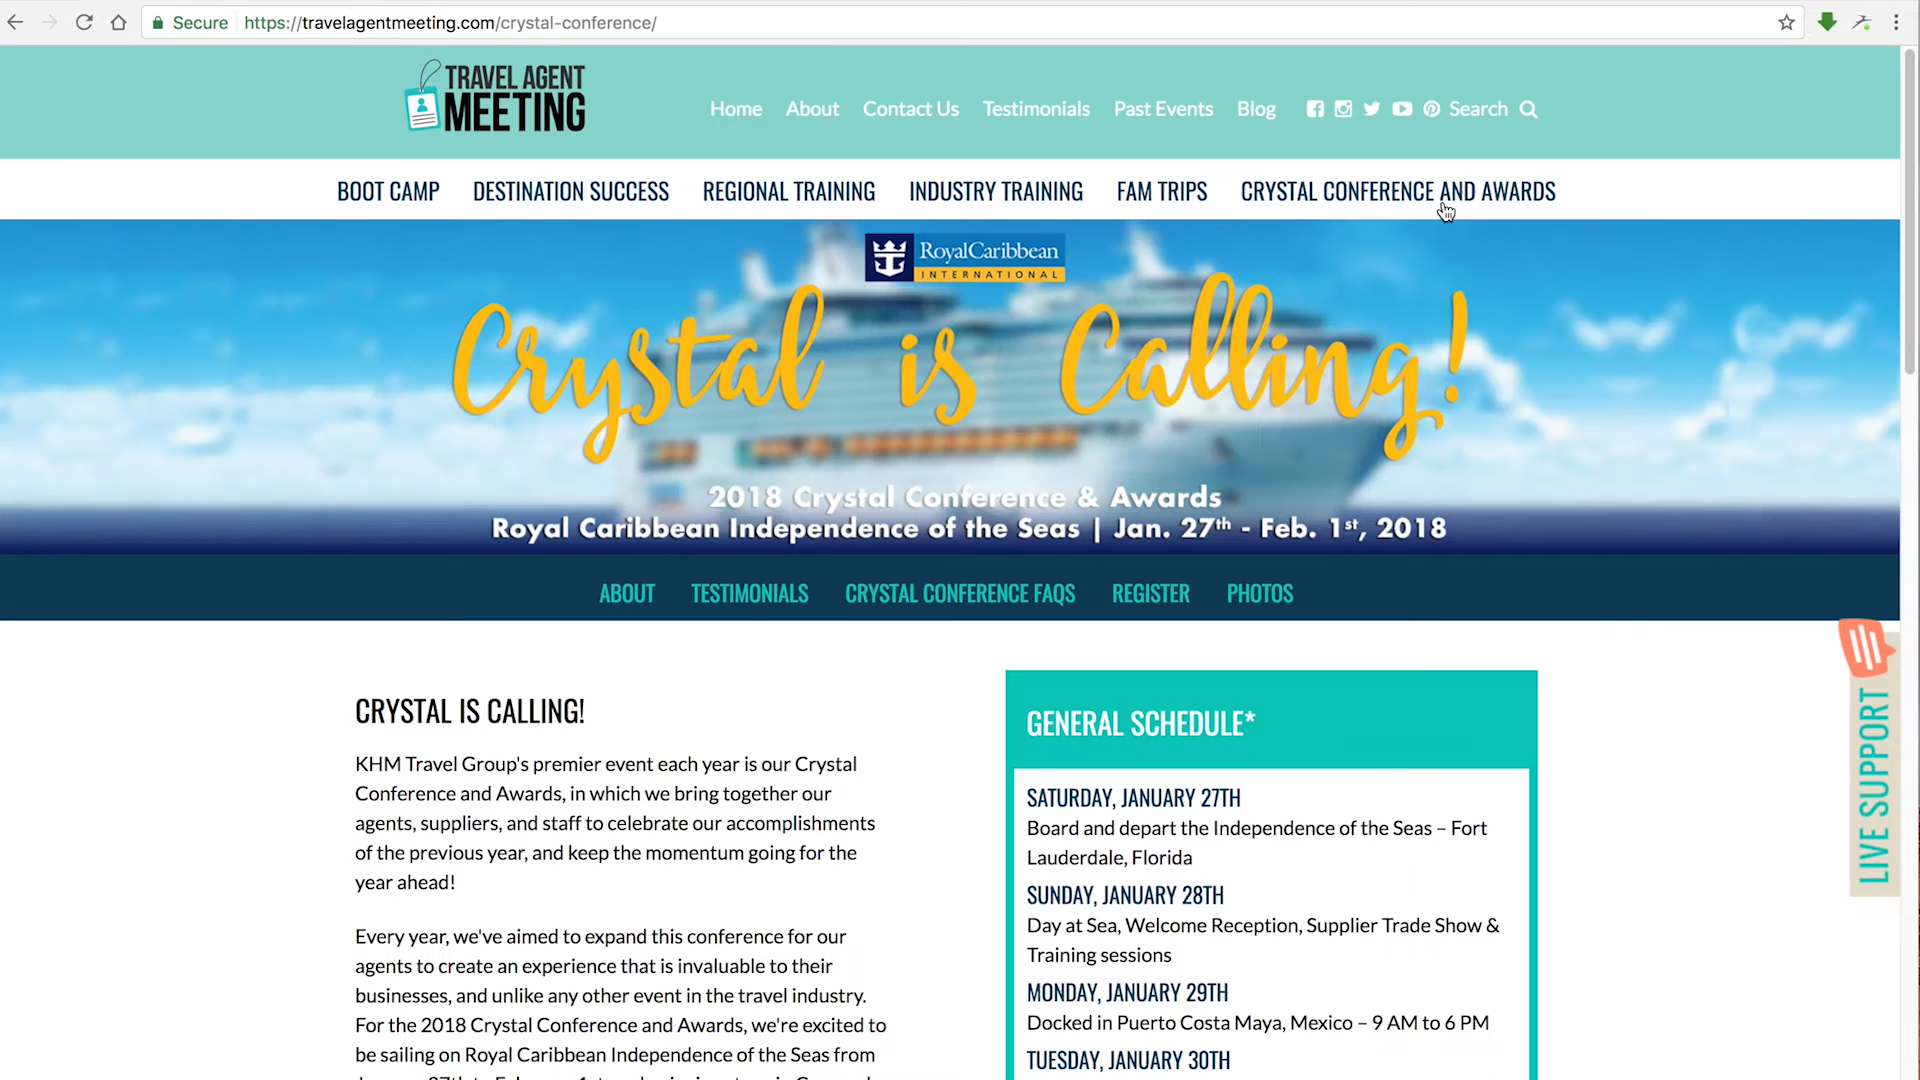 Secure https://travelagentmeeting.com/crystal-conference/
TRAVEL AGENT
MEETING
Home About Contact Us Testimonials Past Events Blog Search
BOOT CAMP DESTINATION SUCCESS REGIONAL TRAINING INDUSTRY TRAINING FAM TRIPS CRYSTAL CONFERENCE AND AWARDS
RoyalCaribbean
INTERNATIONAL
Crystal is Calling!
2018 Crystal Conference & Awards
Royal Caribbean Independence of the Seas | Jan. 27th - Feb. 1st, 2018
ABOUT TESTIMONIALS CRYSTAL CONFERENCE FAQS REGISTER PHOTOS
CRYSTAL IS CALLING!
KHM Travel Group's premier event each year is our Crystal
Conference and Awards, in which we bring together our
agents, suppliers, and staff to celebrate our accomplishments
of the previous year, and keep the momentum going for the
year ahead!
Every year, we've aimed to expand this conference for our
agents to create an experience that is invaluable to their
businesses, and unlike any other event in the travel industry.
For the 2018 Crystal Conference and Awards, we're excited to
be sailing on Royal Caribbean Independence of the Seas from
GENERAL SCHEDULE*
SATURDAY, JANUARY 27TH
Board and depart the Independence of the Seas – Fort
Lauderdale, Florida
SUNDAY, JANUARY 28TH
Day at Sea, Welcome Reception, Supplier Trade Show &
Training sessions
MONDAY, JANUARY 29TH
Docked in Puerto Costa Maya, Mexico – 9 AM to 6 PM
TUESDAY, JANUARY 30TH
LIVE SUPPORT